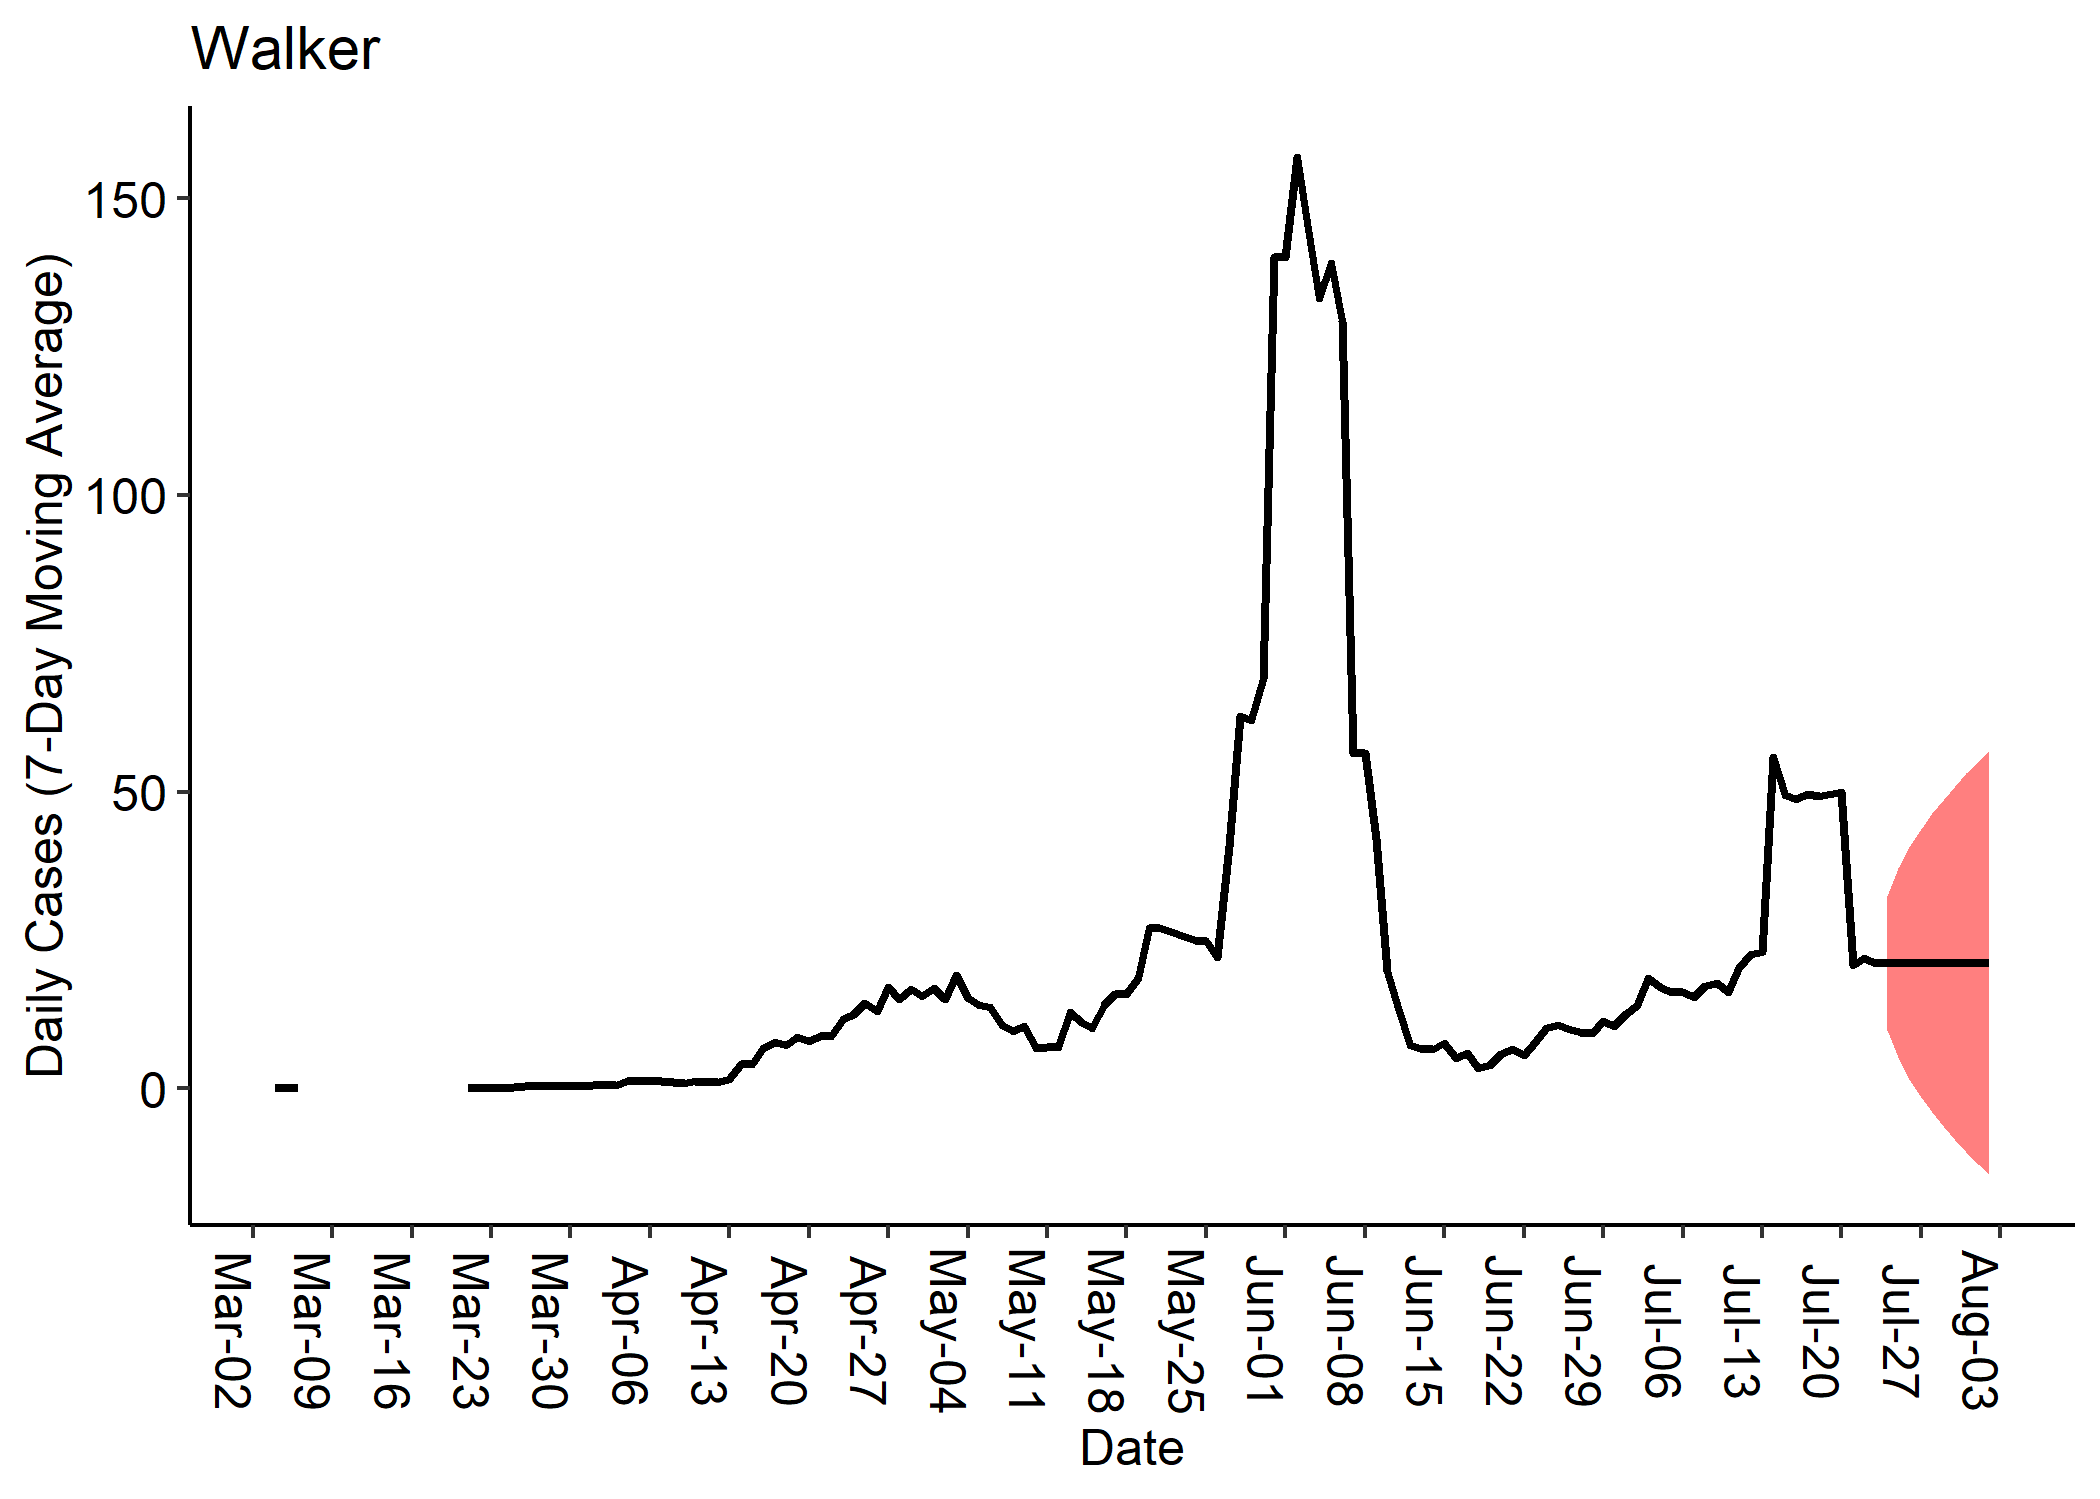 Walker
Daily Cases (7-Day Moving Average)
150
100
50
0
Mar-02
Mar-09
Mar-16
Mar-23
Mar-30
Apr-06
Apr-13
Apr-20
Apr-27
May-04
May-11
May-18
May-25
Jun-01
Jun-08
Jun-15
Jun-22
Jun-29
Jul-06
Jul-13
Jul-20
Jul-27
Aug-03
Date